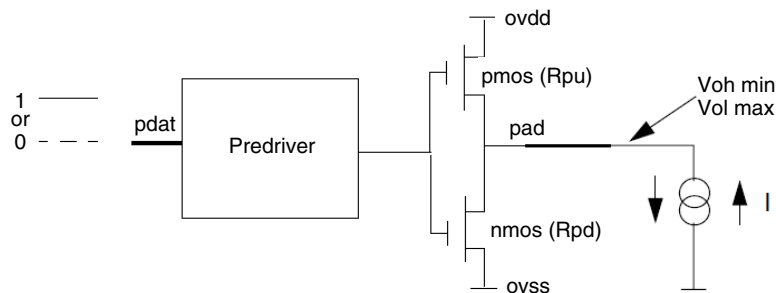 ovdd
pmos (Rpu)
Voh min
Vol max
1
or
0
pdat
Predriver
pad
I
nmos (Rpd)
ovss